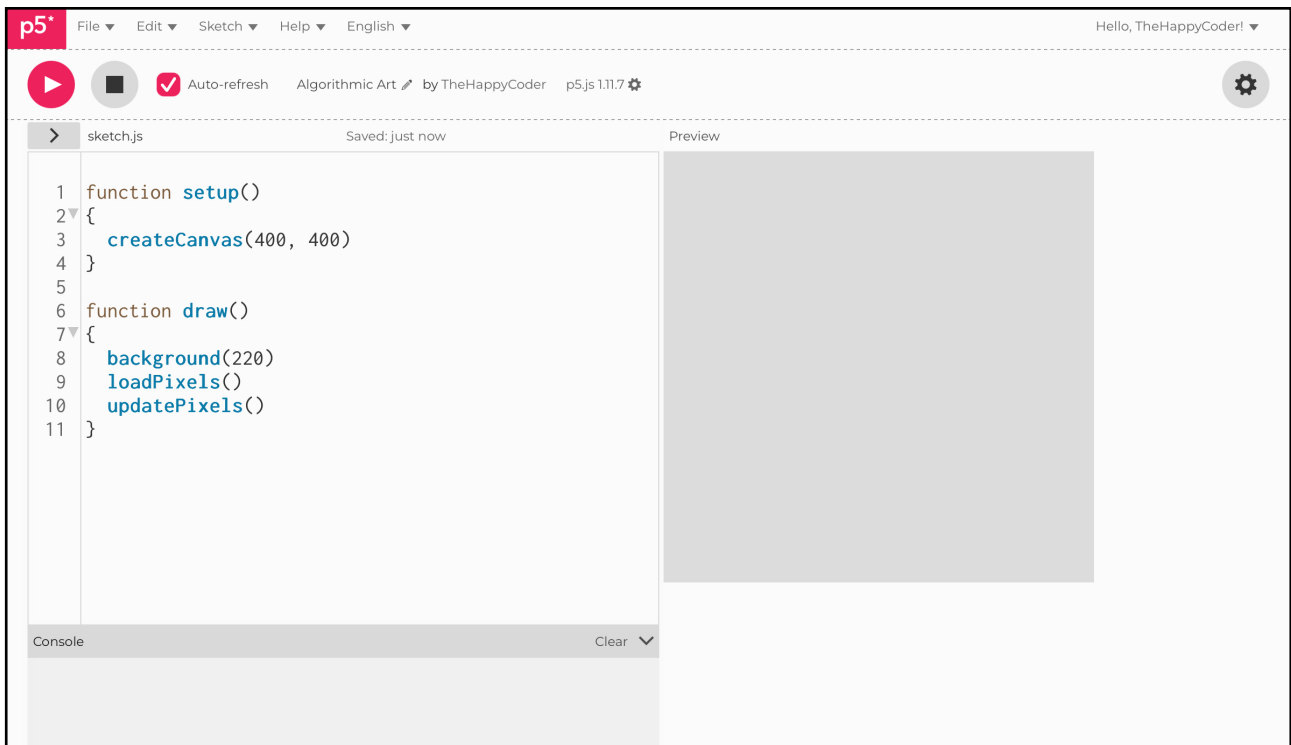 p5* File Edit Sketch Help English Hello, TheHappyCoder!
Auto-refresh Algorithmic Art by TheHappyCoder p5.js 1.11.7
sketch.js Saved: just now Preview
1 function setup()
2 {
3 createCanvas(400, 400)
4 }
5
6 function draw()
7 {
8 background(220)
9 loadPixels()
10 updatePixels()
11 }
Console Clear